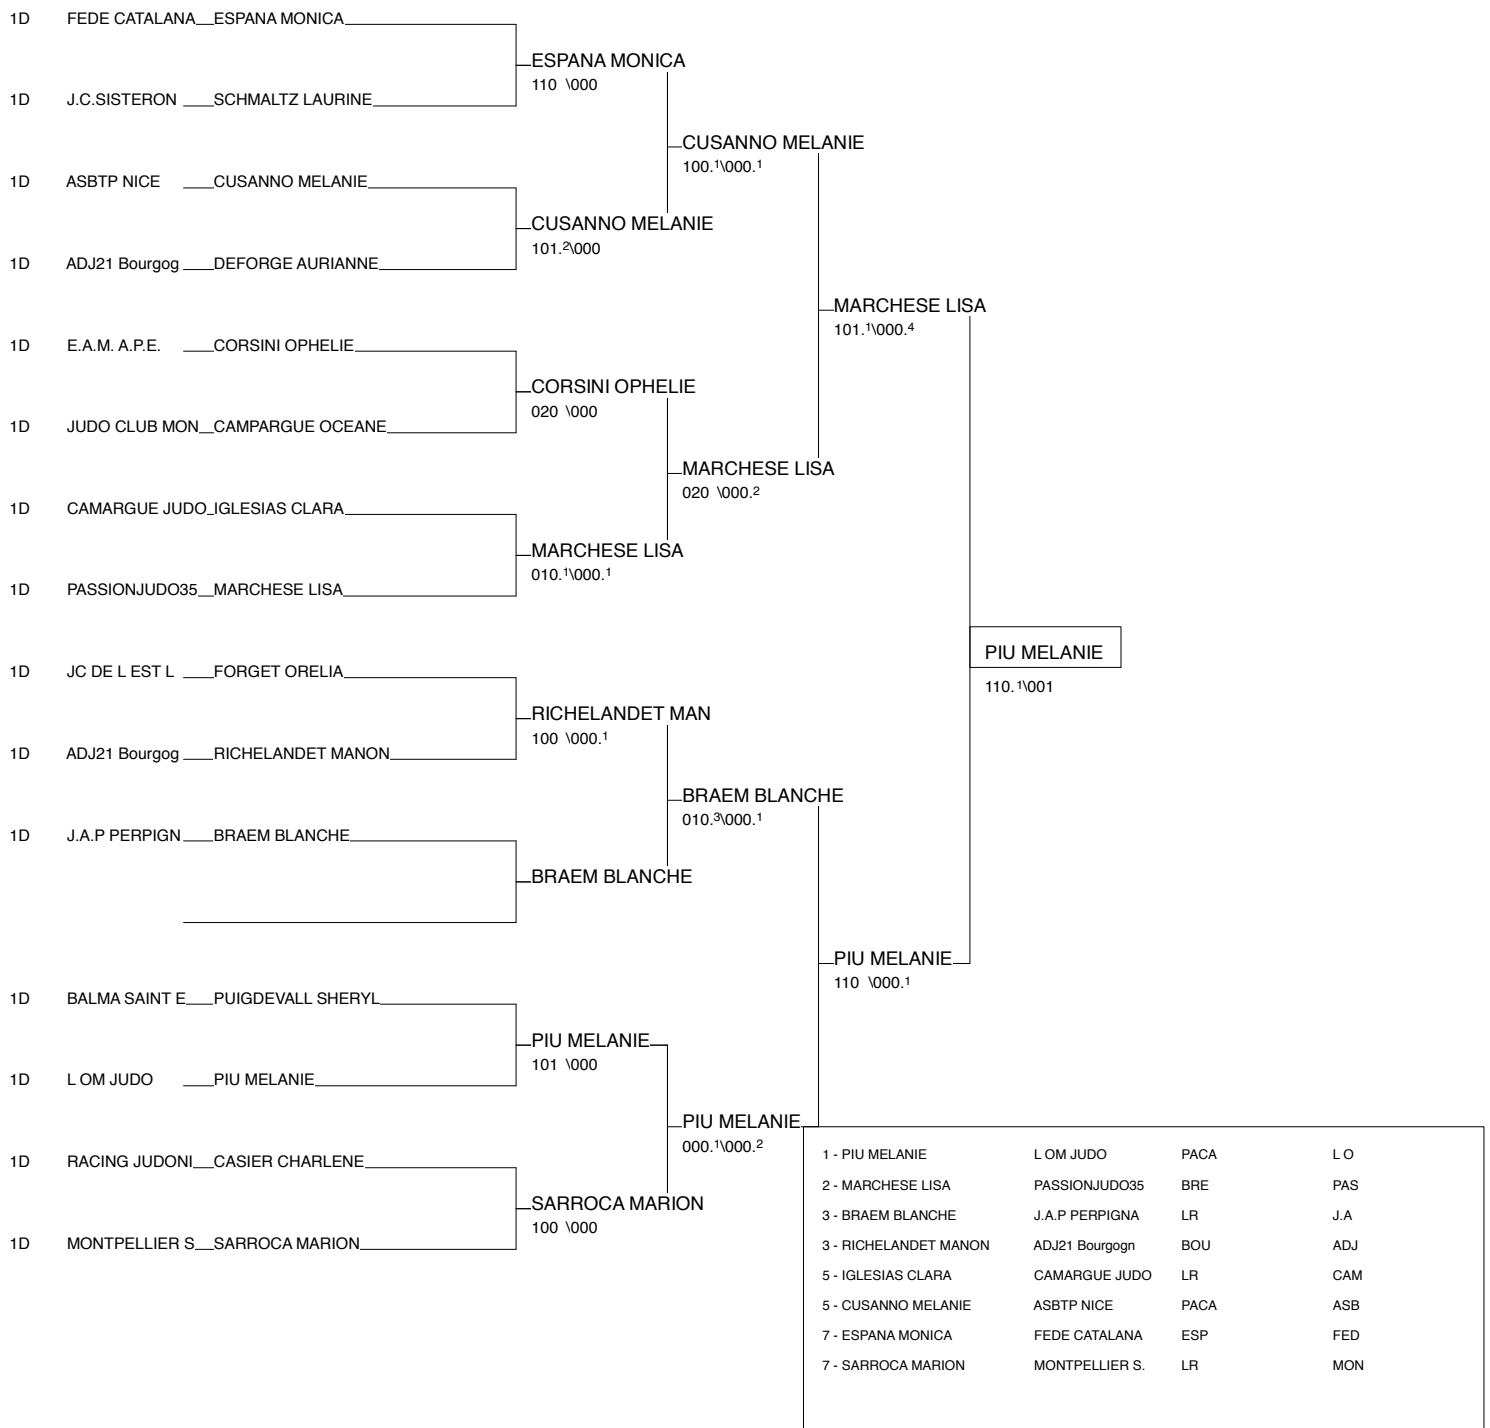 1D FEDE CATALANA ESPANA MONICA
ESPANA MONICA
110 \000
1D J.C.SISTERON SCHMALTZ LAURINE
CUSANNO MELANIE
100.1\000.1
1D ASBTP NICE CUSANNO MELANIE
CUSANNO MELANIE
101.2\000
1D ADJ21 Bourgog DEFORGE AURIANNE
MARCHESE LISA
101.1\000.4
1D E.A.M. A.P.E. CORSINI OPHELIE
CORSINI OPHELIE
020 \000
1D JUDO CLUB MON CAMPARGUE OCEANE
MARCHESE LISA
020 \000.2
1D CAMARGUE JUDO IGLESIAS CLARA
MARCHESE LISA
010.1\000.1
1D PASSIONJUDO35 MARCHESE LISA
PIU MELANIE
110.1\001
1D JC DE L EST L FORGET ORELIA
RICHELANDET MAN
100 \000.1
1D ADJ21 Bourgog RICHELANDET MANON
BRAEM BLANCHE
010.3\000.1
1D J.A.P PERPIGN BRAEM BLANCHE
BRAEM BLANCHE
PIU MELANIE
110 \000.1
1D BALMA SAINT E PUIGDEVALL SHERYL
PIU MELANIE
101 \000
1D L OM JUDO PIU MELANIE
PIU MELANIE
000.1\000.2
1D RACING JUDONI CASIER CHARLENE
SARROCA MARION
100 \000
1D MONTPELLIER S SARROCA MARION
1 - PIU MELANIE L OM JUDO PACA L O
2 - MARCHESE LISA PASSIONJUDO35 BRE PAS
3 - BRAEM BLANCHE J.A.P PERPIGNA LR J.A
3 - RICHELANDET MANON ADJ21 Bourgogn BOU ADJ
5 - IGLESIAS CLARA CAMARGUE JUDO LR CAM
5 - CUSANNO MELANIE ASBTP NICE PACA ASB
7 - ESPANA MONICA FEDE CATALANA ESP FED
7 - SARROCA MARION MONTPELLIER S. LR MON